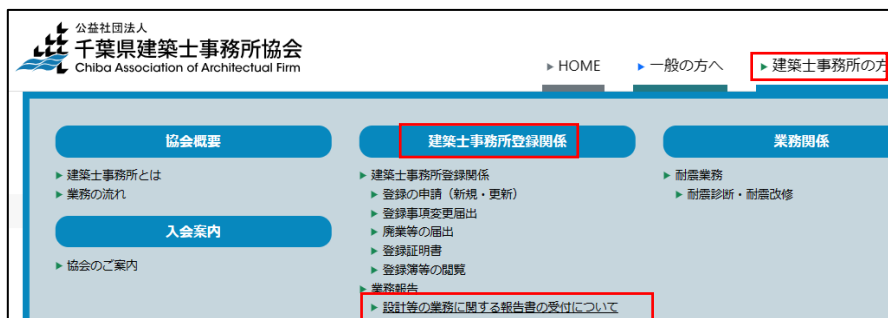 公益社団法人
千葉県建築士事務所協会
Chiba Association of Architectural Firm
HOME
一般の方へ
建築士事務所の方
協会概要
建築士事務所とは
業務の流れ
入会案内
協会のご案内
建築士事務所登録関係
建築士事務所登録関係
登録の申請（新規・更新）
登録事項変更届出
廃業等の届出
登録証明書
登録簿等の閲覧
業務報告
設計等の業務に関する報告書の受付について
業務関係
耐震業務
耐震診断・耐震改修